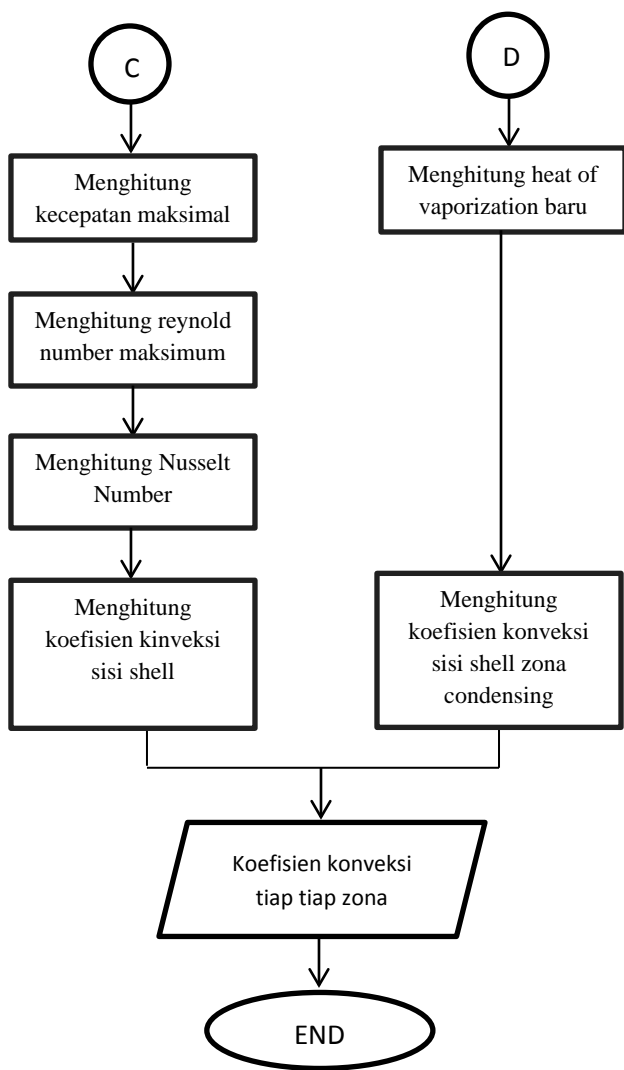 C
D
Menghitung
kecepatan maksimal
Menghitung heat of
vaporization baru
Menghitung reynold
number maksimum
Menghitung Nusselt
Number
Menghitung
koefisien kinveksi
sisi shell
Menghitung
koefisien konveksi
sisi shell zona
condensing
Koefisien konveksi
tiap tiap zona
END